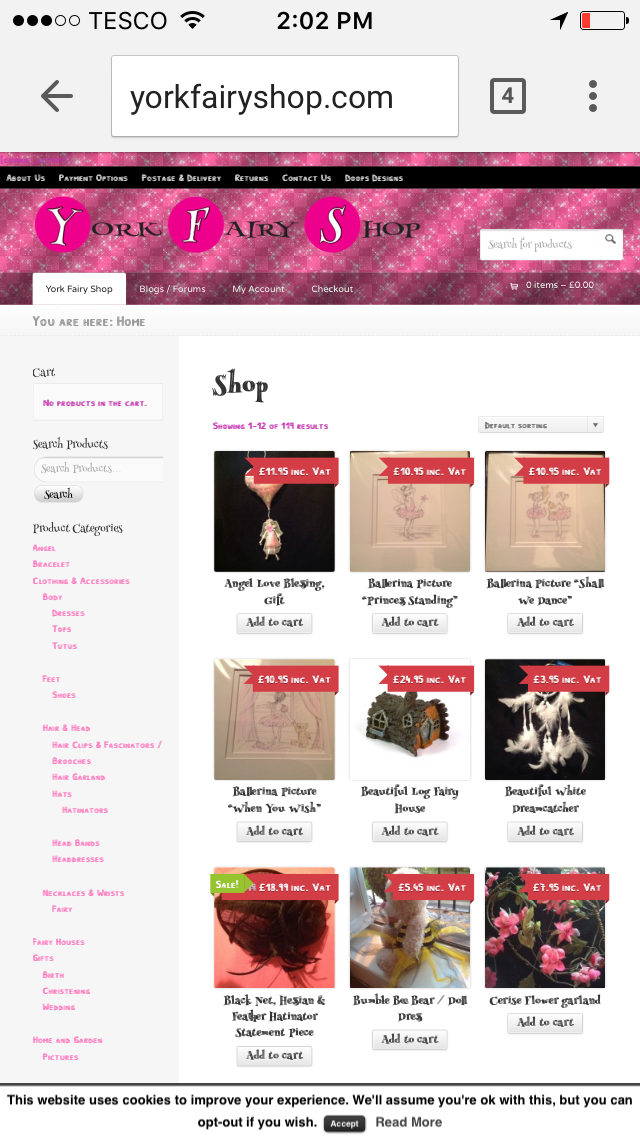 TESCO 2:02 PM
yorkfairyshop.com 4
About Us Payment Options Postage & Delivery Returns Contact Us Doops Designs
York Fairy Shop
Search for products
York Fairy Shop Blogs / Forums My Account Checkout 0 items – £0.00
You are here: Home
Cart
No products in the cart.
Search Products
Search Products...
Search
Product Categories
Angel
Bracelet
Clothing & Accessories
Body
Dresses
Tops
Tutus
Feet
Shoes
Hair & Head
Hair Clips & Fascinators /
Brooches
Hair Garland
Hats
Hatinators
Head Bands
Headdresses
Necklaces & Wrists
Fairy
Fairy Houses
Gifts
Birth
Christening
Wedding
Home and Garden
Pictures
Shop
Showing 1–12 of 119 results Default sorting
£11.95 inc. Vat £10.95 inc. Vat £10.95 inc. Vat
Angel Love Blessing, Ballerina Picture Ballerina Picture “Shall
Gift “Princess Standing” We Dance”
Add to cart Add to cart Add to cart
£10.95 inc. Vat £24.95 inc. Vat £3.95 inc. Vat
Ballerina Picture Beautiful Log Fairy Beautiful White
“When You Wish” House Dreamcatcher
Add to cart Add to cart Add to cart
Sale! £18.99 inc. Vat £5.45 inc. Vat £7.95 inc. Vat
Black Net, Hessian & Bumble Bee Bear / Doll Cerise Flower garland
Feather Hatinator Dress Add to cart
Statement Piece Add to cart
Add to cart
This website uses cookies to improve your experience. We'll assume you're ok with this, but you can
opt-out if you wish. Accept Read More